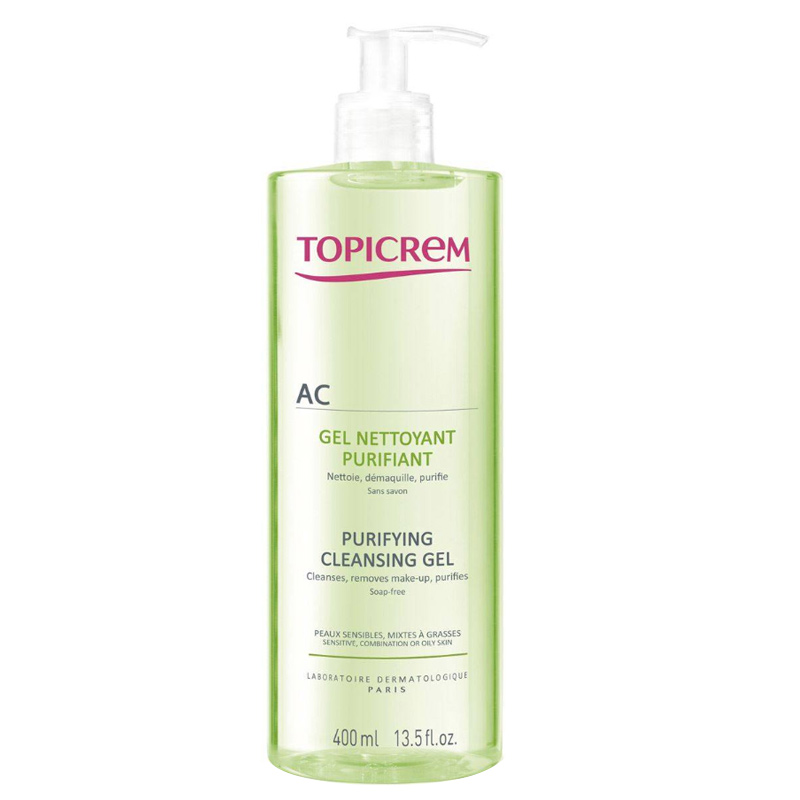 TOPICREM
AC
GEL NETTOYANT
PURIFIANT
Nettoie, démaquille, purifie
Sans savon
PURIFYING
CLEANSING GEL
Cleanses, removes make-up, purifies
Soap-free
PEAUX SENSIBLES, MIXTES À GRASSES
SENSITIVE, COMBINATION OR OILY SKIN
LABORATOIRE DERMATOLOGIQUE
PARIS
400 ml 13.5 fl.oz.